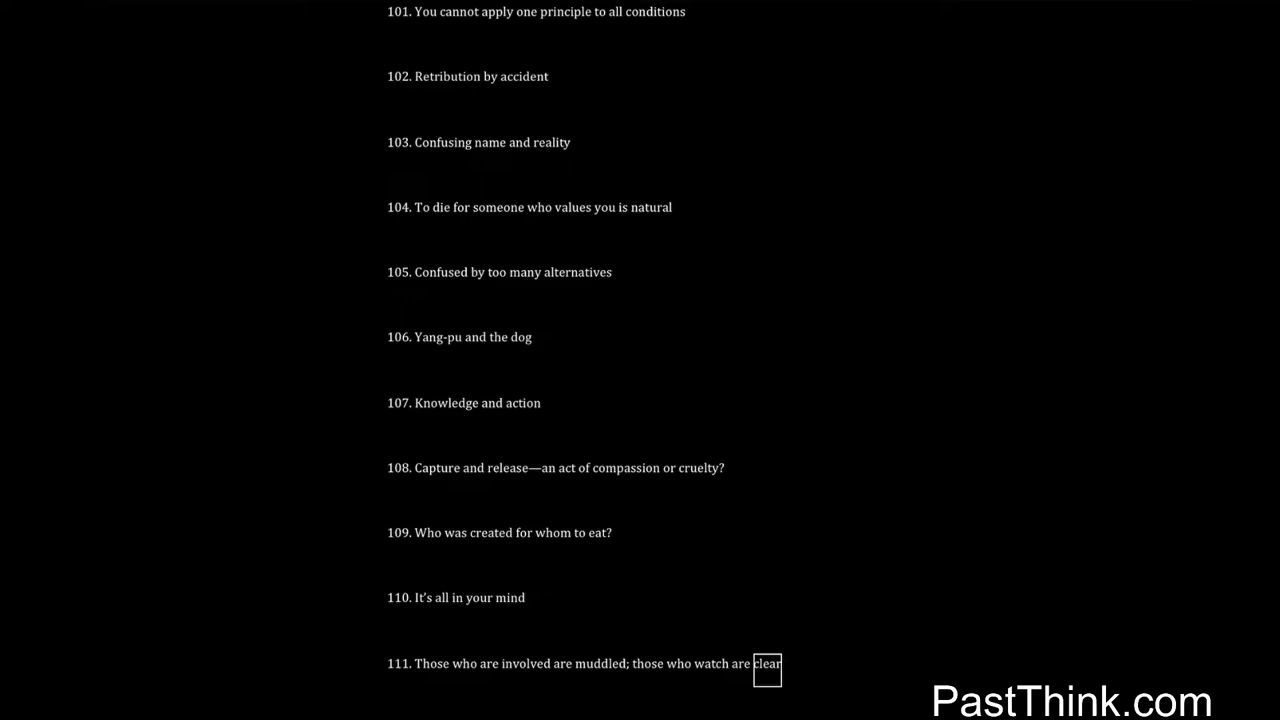 101. You cannot apply one principle to all conditions
102. Retribution by accident
103. Confusing name and reality
104. To die for someone who values you is natural
105. Confused by too many alternatives
106. Yang-pu and the dog
107. Knowledge and action
108. Capture and release—an act of compassion or cruelty?
109. Who was created for whom to eat?
110. It’s all in your mind
111. Those who are involved are muddled; those who watch are clear
PastThink.com